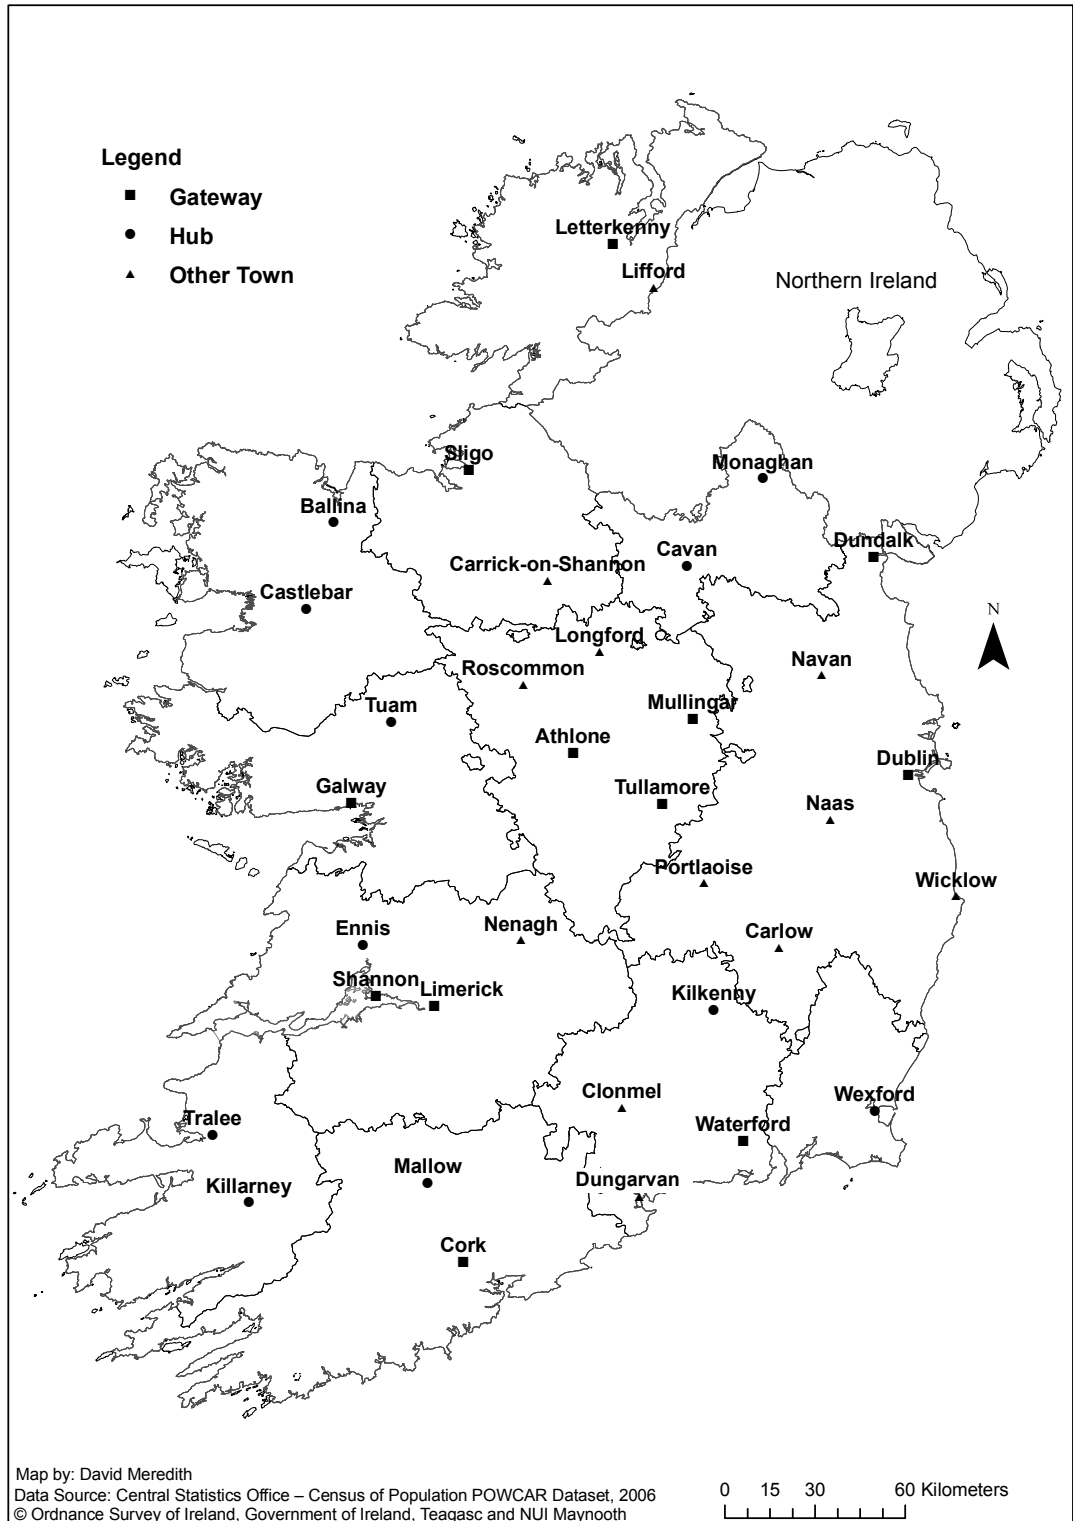 Legend
Gateway
Hub
Other Town
Letterkenny
Lifford
Northern Ireland
Sligo
Monaghan
Ballina
Dundalk
Cavan
Carrick-on-Shannon
Castlebar
N
Longford
Navan
Roscommon
Mullingar
Tuam
Athlone
Dublin
Galway
Tullamore
Naas
Portlaoise
Wicklow
Ennis
Nenagh
Carlow
Shannon
Limerick
Kilkenny
Clonmel
Wexford
Tralee
Waterford
Mallow
Killarney
Dungarvan
Cork
Map by: David Meredith
Data Source: Central Statistics Office – Census of Population POWCAR Dataset, 2006
© Ordnance Survey of Ireland, Government of Ireland, Teagasc and NUI Maynooth
0 15 30 60 Kilometers